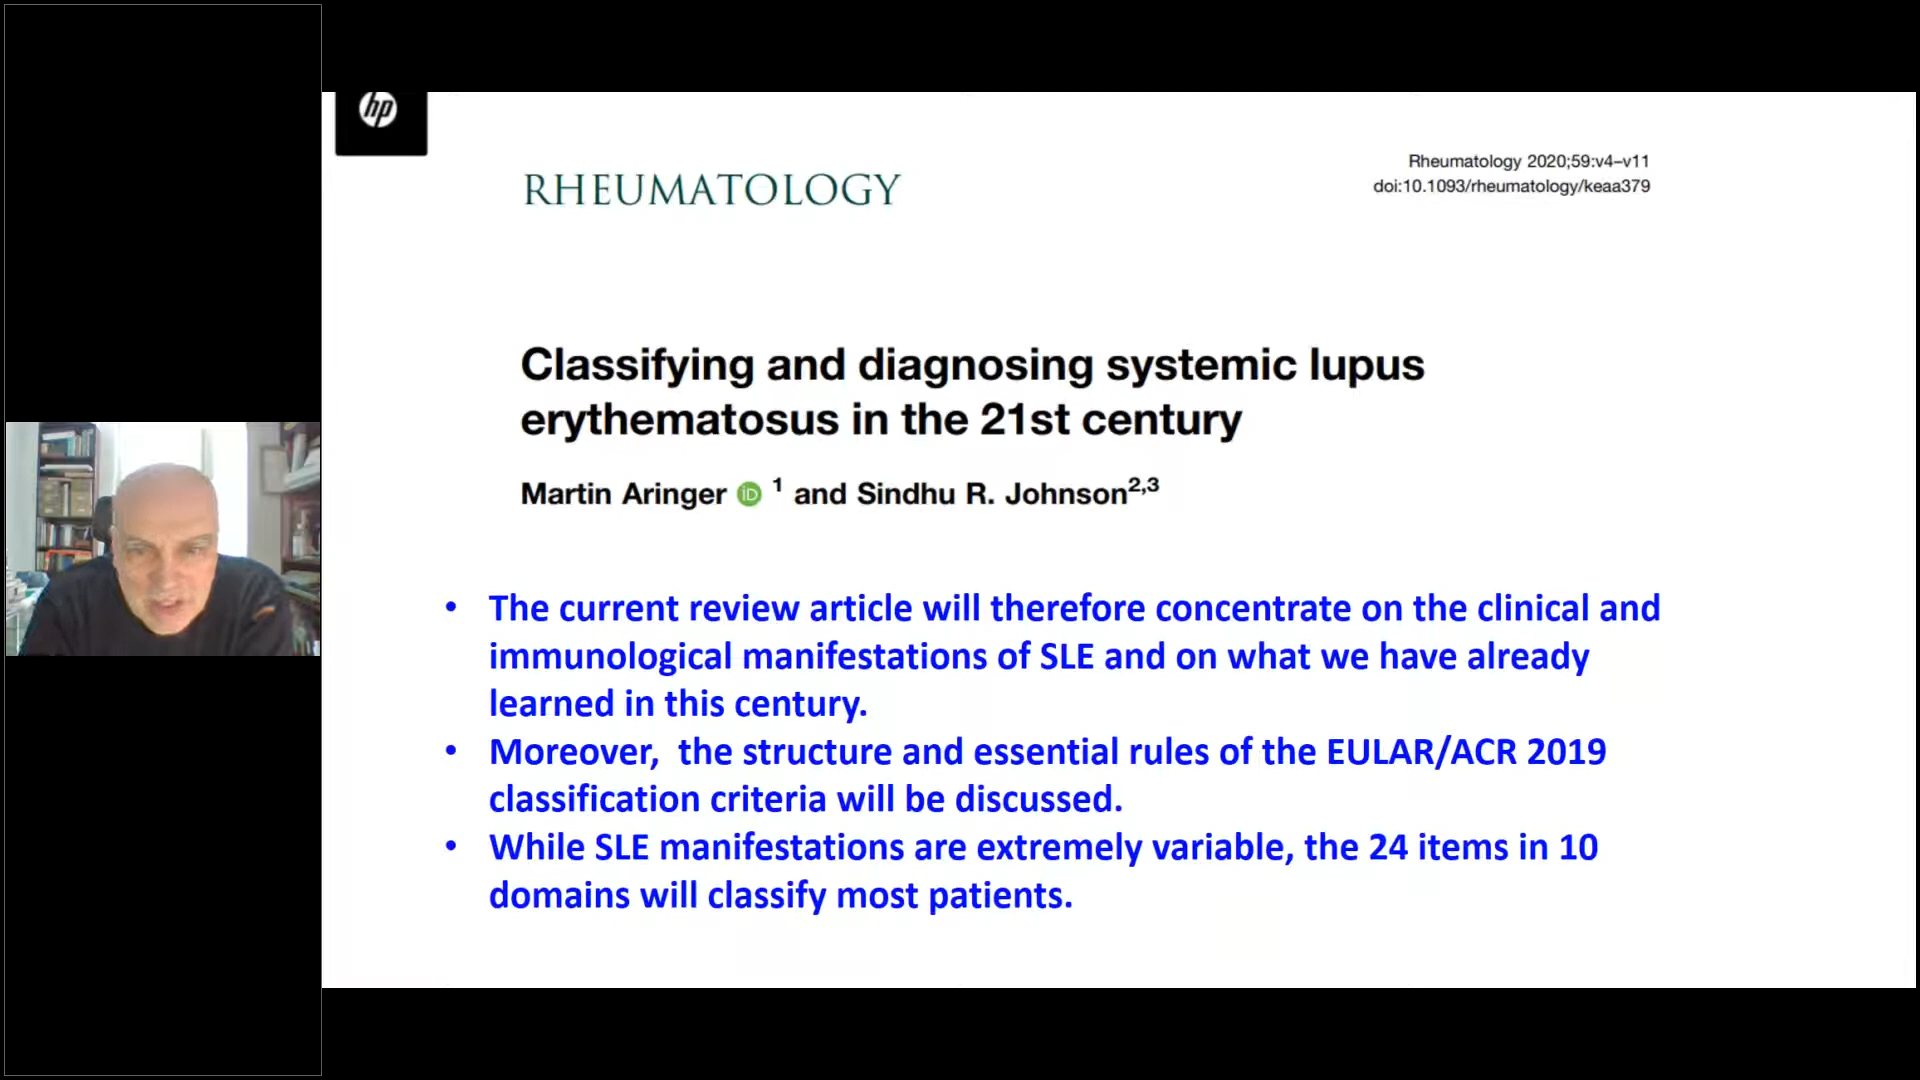 hp
RHEUMATOLOGY
Rheumatology 2020;59:v4–v11
doi:10.1093/rheumatology/keaa379
Classifying and diagnosing systemic lupus
erythematosus in the 21st century
Martin Aringer iD 1 and Sindhu R. Johnson2,3
• The current review article will therefore concentrate on the clinical and
immunological manifestations of SLE and on what we have already
learned in this century.
• Moreover,  the structure and essential rules of the EULAR/ACR 2019
classification criteria will be discussed.
• While SLE manifestations are extremely variable, the 24 items in 10
domains will classify most patients.